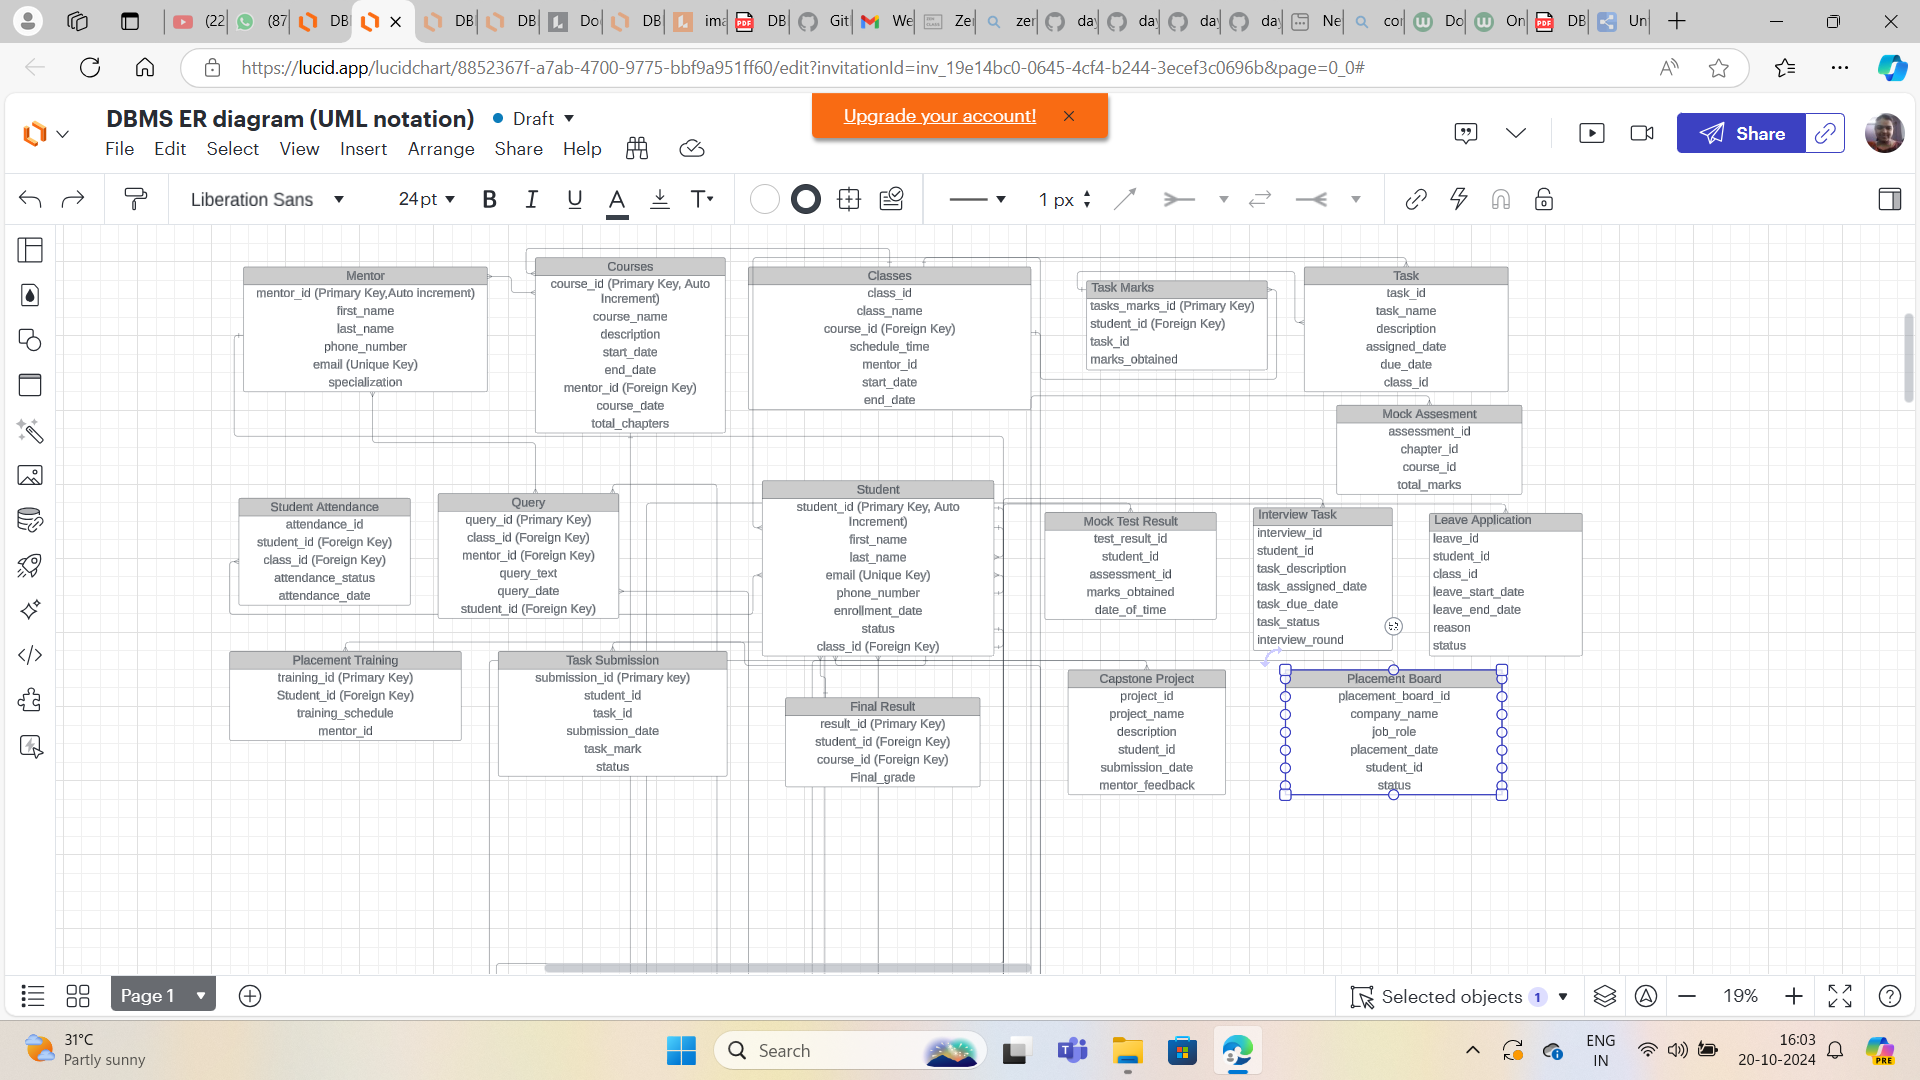 (22
(87
DB
DB
DB
Do
DB
ima
DB
Git
We
Zer
zer
day
day
day
day
Ne
cor
Do
On
DB
Un
https://lucid.app/lucidchart/8852367f-a7ab-4700-9775-bbf9a951ff60/edit?invitationId=inv_19e14bc0-0645-4cf4-b244-3ecef3c0696b&page=0_0#
DBMS ER diagram (UML notation)
Draft
Upgrade your account!
File Edit Select View Insert Arrange Share Help
Share
Liberation Sans
24pt
B I U A T
1 px
Mentor
mentor_id (Primary Key,Auto increment)
first_name
last_name
phone_number
email (Unique Key)
specialization
Courses
course_id (Primary Key, Auto
Increment)
course_name
description
start_date
end_date
mentor_id (Foreign Key)
course_date
total_chapters
Classes
class_id
class_name
course_id (Foreign Key)
schedule_time
mentor_id
start_date
end_date
Task Marks
tasks_marks_id (Primary Key)
student_id (Foreign Key)
task_id
marks_obtained
Task
task_id
task_name
description
assigned_date
due_date
class_id
Mock Assesment
assessment_id
chapter_id
course_id
total_marks
Student Attendance
attendance_id
student_id (Foreign Key)
class_id (Foreign Key)
attendance_status
attendance_date
Query
query_id (Primary Key)
class_id (Foreign Key)
mentor_id (Foreign Key)
query_text
query_date
student_id (Foreign Key)
Student
student_id (Primary Key, Auto
Increment)
first_name
last_name
email (Unique Key)
phone_number
enrollment_date
status
class_id (Foreign Key)
Mock Test Result
test_result_id
student_id
assessment_id
marks_obtained
date_of_time
Interview Task
interview_id
student_id
task_description
task_assigned_date
task_due_date
task_status
interview_round
Leave Application
leave_id
student_id
class_id
leave_start_date
leave_end_date
reason
status
Placement Training
training_id (Primary Key)
Student_id (Foreign Key)
training_schedule
mentor_id
Task Submission
submission_id (Primary key)
student_id
task_id
submission_date
task_mark
status
Final Result
result_id (Primary Key)
student_id (Foreign Key)
course_id (Foreign Key)
Final_grade
Capstone Project
project_id
project_name
description
student_id
submission_date
mentor_feedback
Placement Board
placement_board_id
company_name
job_role
placement_date
student_id
status
Page 1
Selected objects 1
19%
31°C
Partly sunny
Search
ENG
IN
16:03
20-10-2024
PRE